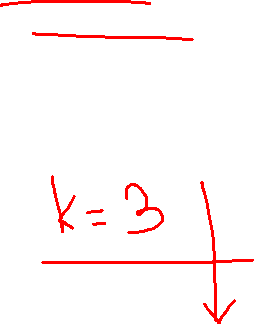 k = 3